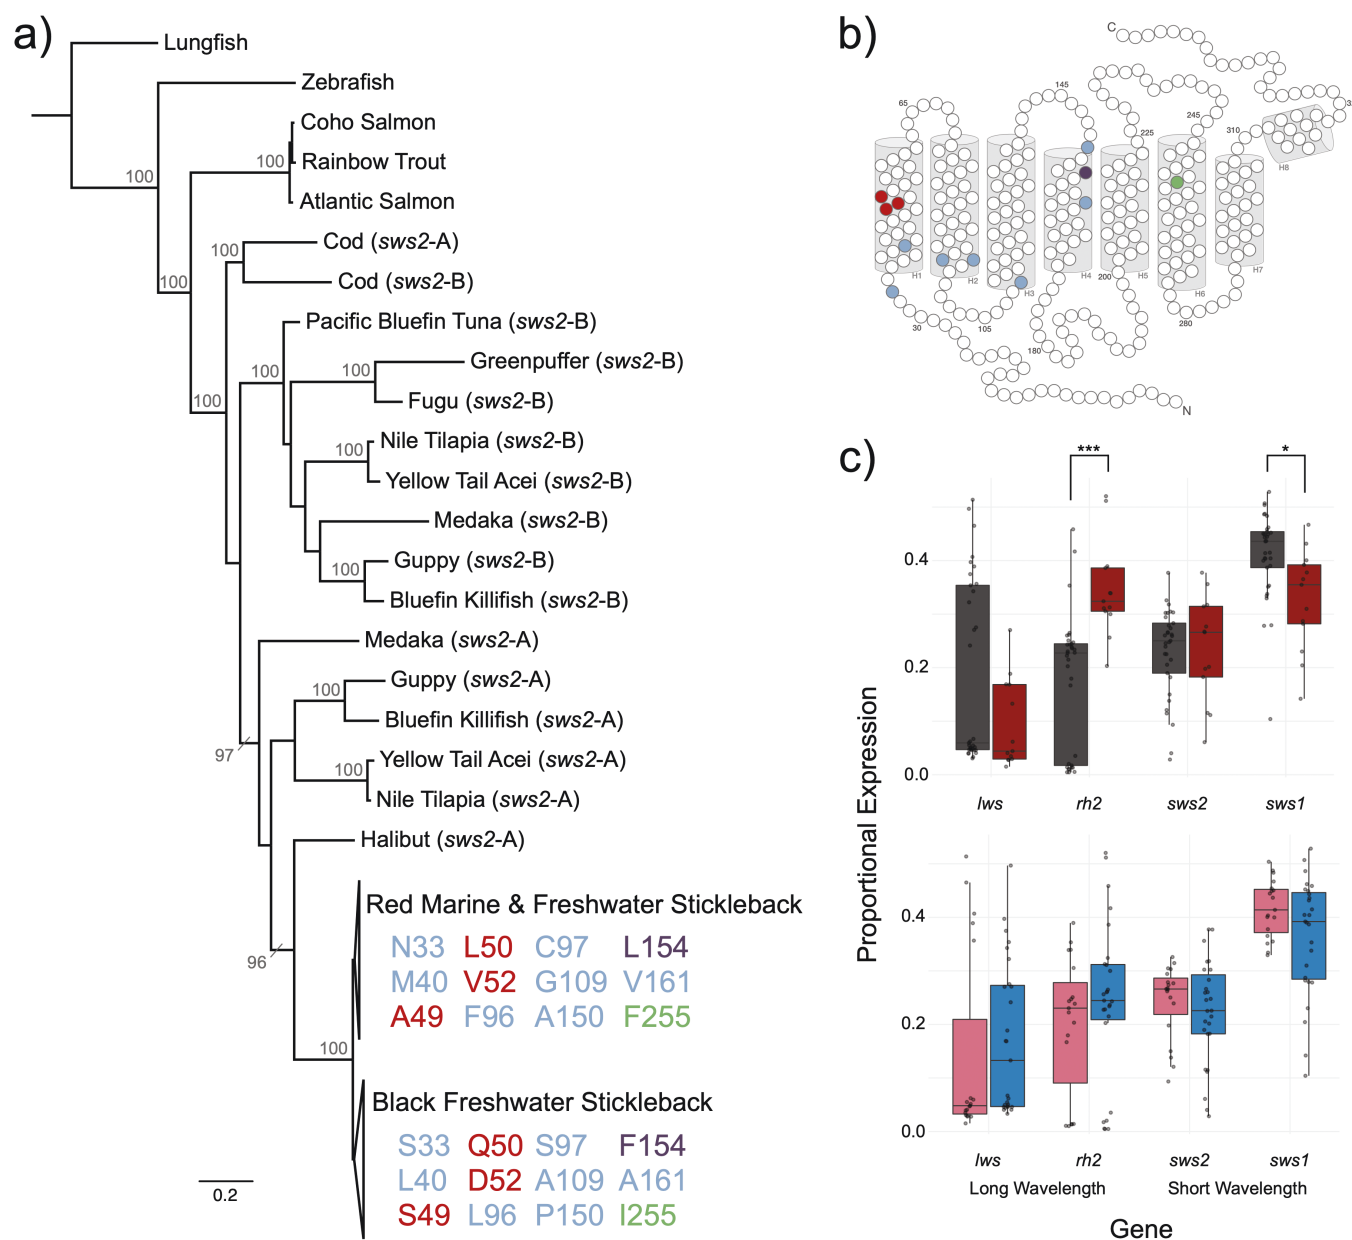 a)
Lungfish
Zebrafish
Coho Salmon
100
Rainbow Trout
100
Atlantic Salmon
100
Cod (sws2-A)
100
Cod (sws2-B)
Pacific Bluefin Tuna (sws2-B)
100
100
Greenpuffer (sws2-B)
100
Fugu (sws2-B)
100
Nile Tilapia (sws2-B)
Yellow Tail Acei (sws2-B)
Medaka (sws2-B)
100
Guppy (sws2-B)
Bluefin Killifish (sws2-B)
Medaka (sws2-A)
100
Guppy (sws2-A)
Bluefin Killifish (sws2-A)
97
100
Yellow Tail Acei (sws2-A)
Nile Tilapia (sws2-A)
Halibut (sws2-A)
Red Marine & Freshwater Stickleback
N33 L50 C97 L154
96
M40 V52 G109 V161
A49 F96 A150 F255
100
Black Freshwater Stickleback
S33 Q50 S97 F154
L40 D52 A109 A161
S49 L96 P150 I255
0.2
b)
C
65
145
225
245
310
3
H8
H1
H2
H3
H4
H5
H6
H7
200
30
105
180
280
N
c)
***
*
0.4
0.2
0.0
lws rh2 sws2 sws1
Proportional Expression
0.4
0.2
0.0
lws rh2 sws2 sws1
Long Wavelength Short Wavelength
Gene